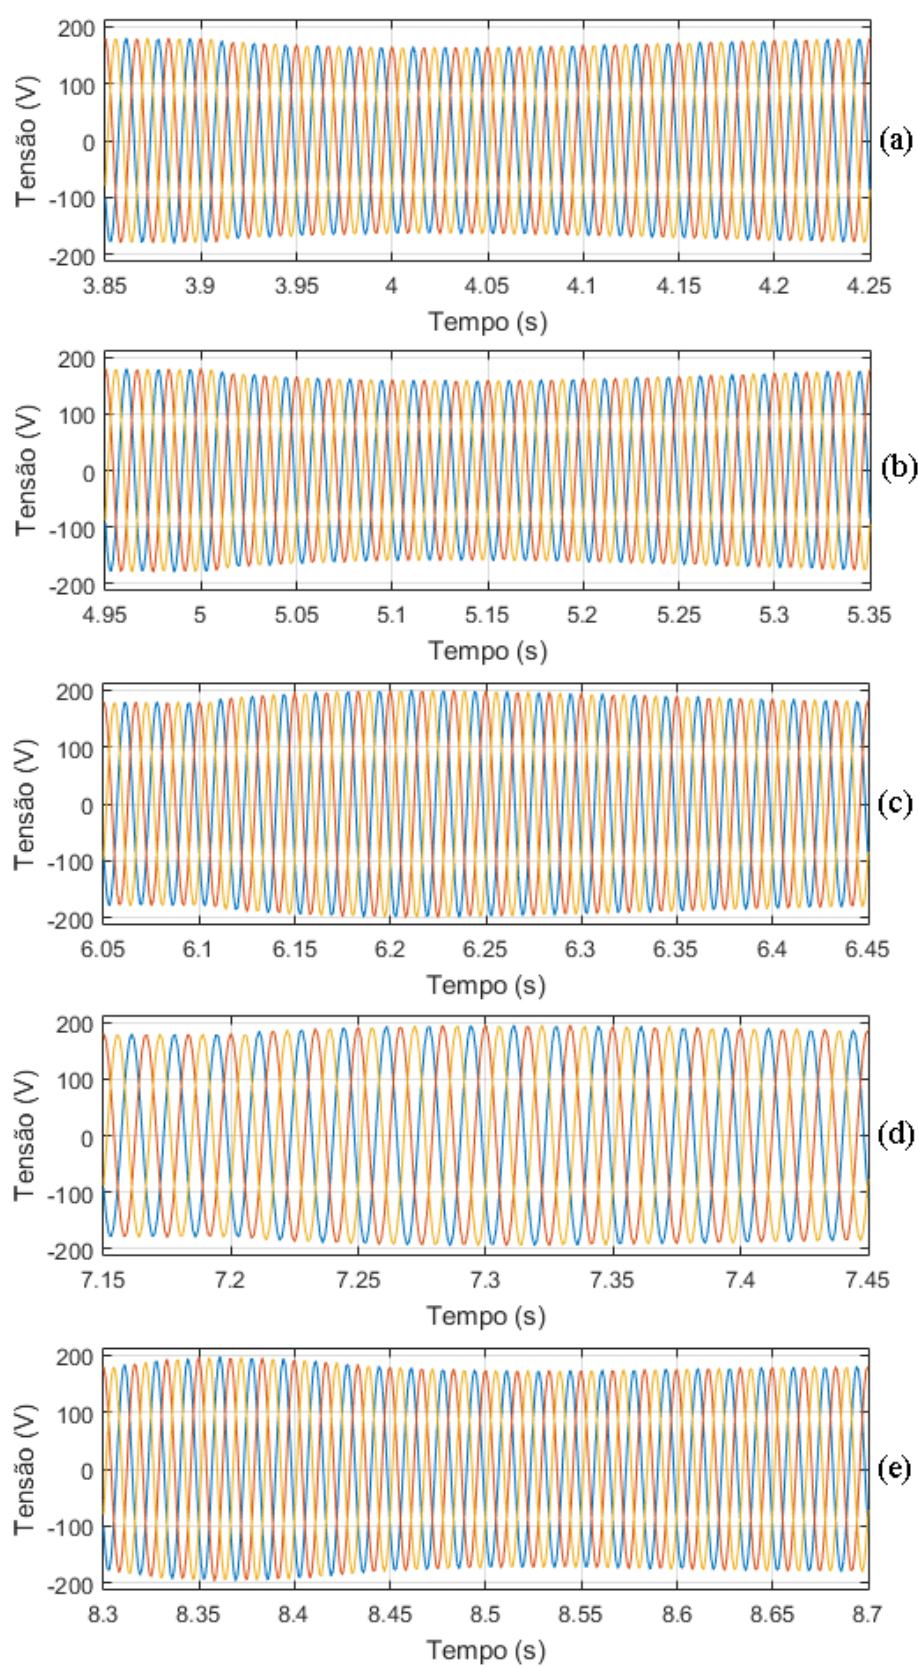 200
100
0
-100
-200
Tensão (V)
(a)
3.85 3.9 3.95 4 4.05 4.1 4.15 4.2 4.25
Tempo (s)
200
100
0
-100
-200
Tensão (V)
(b)
4.95 5 5.05 5.1 5.15 5.2 5.25 5.3 5.35
Tempo (s)
200
100
0
-100
-200
Tensão (V)
(c)
6.05 6.1 6.15 6.2 6.25 6.3 6.35 6.4 6.45
Tempo (s)
200
100
0
-100
-200
Tensão (V)
(d)
7.15 7.2 7.25 7.3 7.35 7.4 7.45
Tempo (s)
200
100
0
-100
-200
Tensão (V)
(e)
8.3 8.35 8.4 8.45 8.5 8.55 8.6 8.65 8.7
Tempo (s)